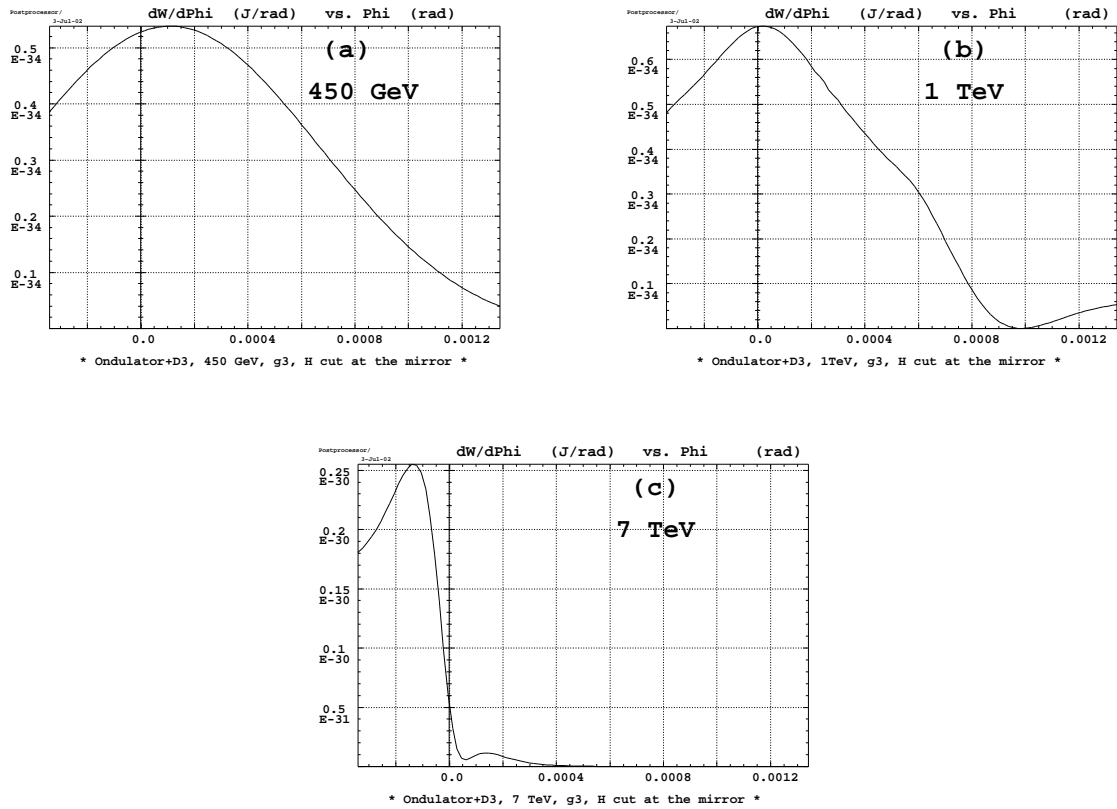 Postprocessor/
3-Jul-02
dW/dPhi (J/rad) vs. Phi (rad)
(a)
450 GeV
0.5
E-34
0.4
E-34
0.3
E-34
0.2
E-34
0.1
E-34
0.0 0.0004 0.0008 0.0012
* Ondulator+D3, 450 GeV, g3, H cut at the mirror *
Postprocessor/
3-Jul-02
dW/dPhi (J/rad) vs. Phi (rad)
(b)
1 TeV
0.6
E-34
0.5
E-34
0.4
E-34
0.3
E-34
0.2
E-34
0.1
E-34
0.0 0.0004 0.0008 0.0012
* Ondulator+D3, 1TeV, g3, H cut at the mirror *
Postprocessor/
3-Jul-02
dW/dPhi (J/rad) vs. Phi (rad)
(c)
7 TeV
0.25
E-30
0.2
E-30
0.15
E-30
0.1
E-30
0.5
E-31
0.0 0.0004 0.0008 0.0012
* Ondulator+D3, 7 TeV, g3, H cut at the mirror *